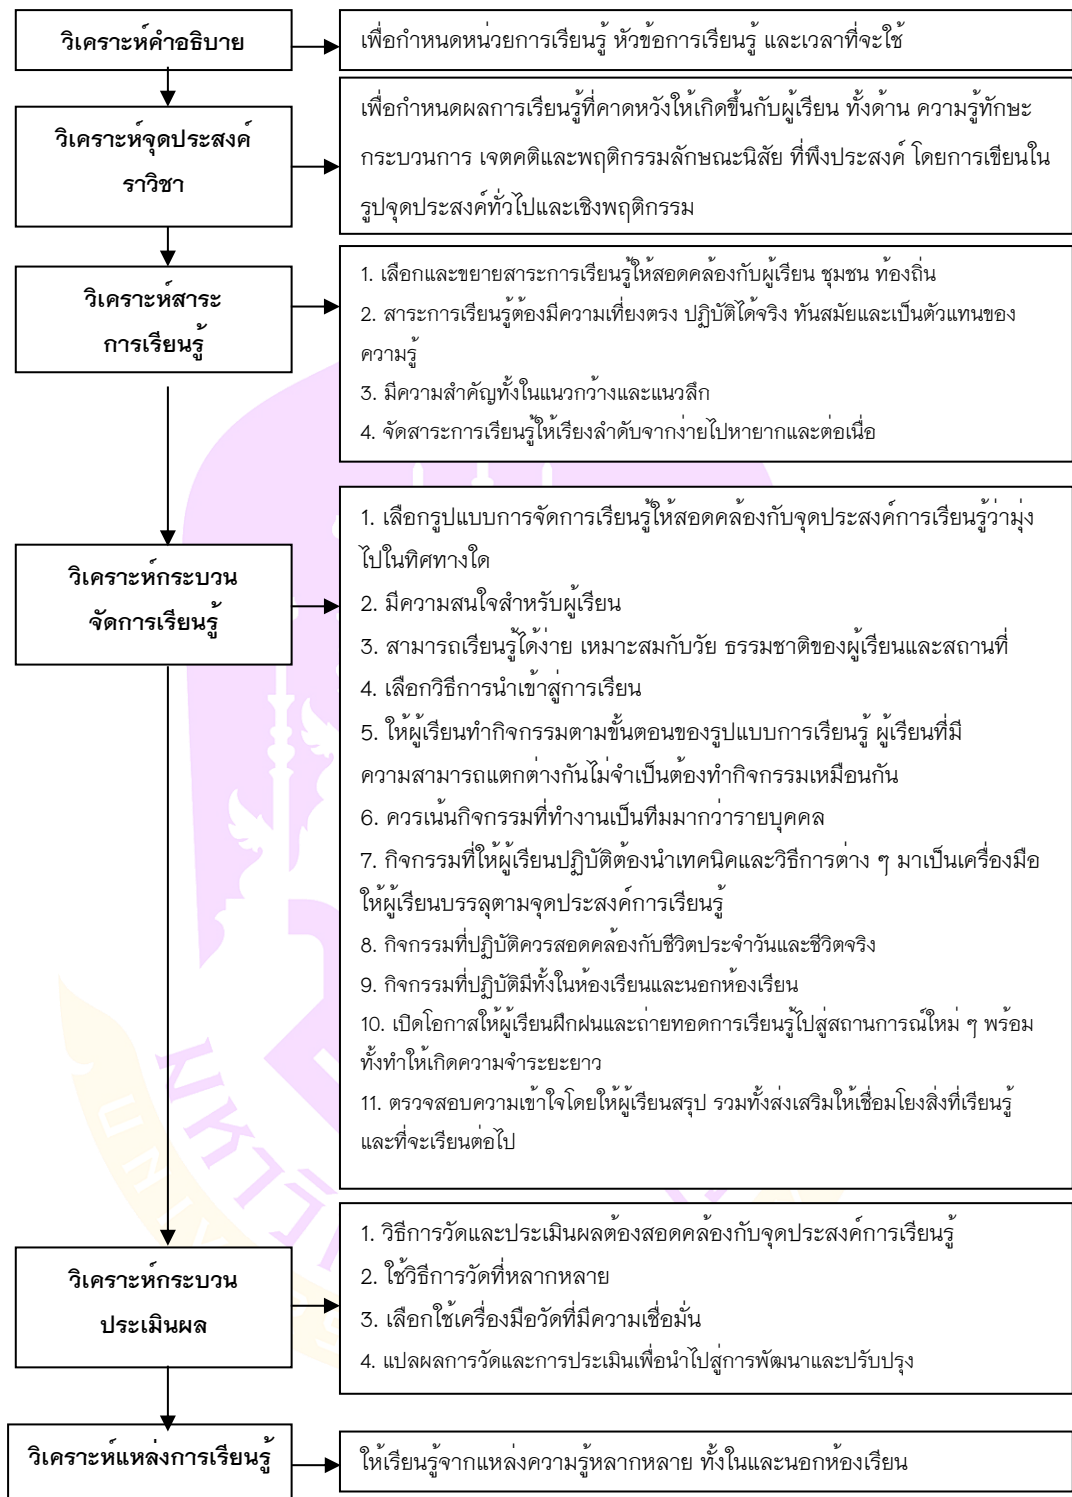 วิเคราะห์คำอธิบาย
เพื่อกำหนดหน่วยการเรียนรู้ หัวข้อการเรียนรู้ และเวลาที่จะใช้
วิเคราะห์จุดประสงค์
ราวิชา
เพื่อกำหนดผลการเรียนรู้ที่คาดหวังให้เกิดขึ้นกับผู้เรียน ทั้งด้าน ความรู้ทักษะ
กระบวนการ เจตคติและพฤติกรรมลักษณะนิสัย ที่พึงประสงค์ โดยการเขียนใน
รูปจุดประสงค์ทั่วไปและเชิงพฤติกรรม
วิเคราะห์สาระ
การเรียนรู้
1. เลือกและขยายสาระการเรียนรู้ให้สอดคล้องกับผู้เรียน ชุมชน ท้องถิ่น
2. สาระการเรียนรู้ต้องมีความเที่ยงตรง ปฏิบัติได้จริง ทันสมัยและเป็นตัวแทนของ
ความรู้
3. มีความสำคัญทั้งในแนวกว้างและแนวลึก
4. จัดสาระการเรียนรู้ให้เรียงลำดับจากง่ายไปหายากและต่อเนื่อ
วิเคราะห์กระบวน
จัดการเรียนรู้
1. เลือกรูปแบบการจัดการเรียนรู้ให้สอดคล้องกับจุดประสงค์การเรียนรู้ว่ามุ่ง
ไปในทิศทางใด
2. มีความสนใจสำหรับผู้เรียน
3. สามารถเรียนรู้ได้ง่าย เหมาะสมกับวัย ธรรมชาติของผู้เรียนและสถานที่
4. เลือกวิธีการนำเข้าสู่การเรียน
5. ให้ผู้เรียนทำกิจกรรมตามขั้นตอนของรูปแบบการเรียนรู้ ผู้เรียนที่มี
ความสามารถแตกต่างกันไม่จำเป็นต้องทำกิจกรรมเหมือนกัน
6. ควรเน้นกิจกรรมที่ทำงานเป็นทีมมากว่ารายบุคคล
7. กิจกรรมที่ให้ผู้เรียนปฏิบัติต้องนำเทคนิคและวิธีการต่าง ๆ มาเป็นเครื่องมือ
ให้ผู้เรียนบรรลุตามจุดประสงค์การเรียนรู้
8. กิจกรรมที่ปฏิบัติควรสอดคล้องกับชีวิตประจำวันและชีวิตจริง
9. กิจกรรมที่ปฏิบัติมีทั้งในห้องเรียนและนอกห้องเรียน
10. เปิดโอกาสให้ผู้เรียนฝึกฝนและถ่ายทอดการเรียนรู้ไปสู่สถานการณ์ใหม่ ๆ พร้อม
ทั้งทำให้เกิดความจำระยะยาว
11. ตรวจสอบความเข้าใจโดยให้ผู้เรียนสรุป รวมทั้งส่งเสริมให้เชื่อมโยงสิ่งที่เรียนรู้
และที่จะเรียนต่อไป
วิเคราะห์กระบวน
ประเมินผล
1. วิธีการวัดและประเมินผลต้องสอดคล้องกับจุดประสงค์การเรียนรู้
2. ใช้วิธีการวัดที่หลากหลาย
3. เลือกใช้เครื่องมือวัดที่มีความเชื่อมั่น
4. แปลผลการวัดและการประเมินเพื่อนำไปสู่การพัฒนาและปรับปรุง
วิเคราะห์แหล่งการเรียนรู้
ให้เรียนรู้จากแหล่งความรู้หลากหลาย ทั้งในและนอกห้องเรียน